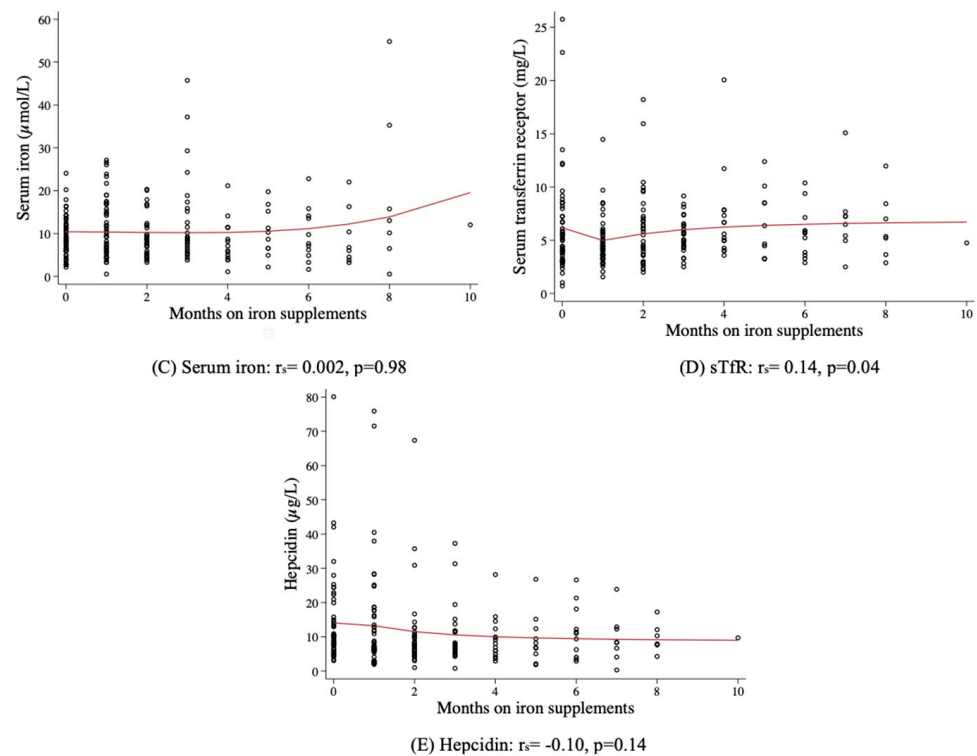 60
50
40
30
20
10
0
Serum iron (μmol/L)
0 2 4 6 8 10
Months on iron supplements
(C) Serum iron: rs= 0.002, p=0.98
25
20
15
10
5
0
Serum transferrin receptor (mg/L)
0 2 4 6 8 10
Months on iron supplements
(D) sTfR: rs= 0.14, p=0.04
80
70
60
50
40
30
20
10
0
Hepcidin (μg/L)
0 2 4 6 8 10
Months on iron supplements
(E) Hepcidin: rs= -0.10, p=0.14